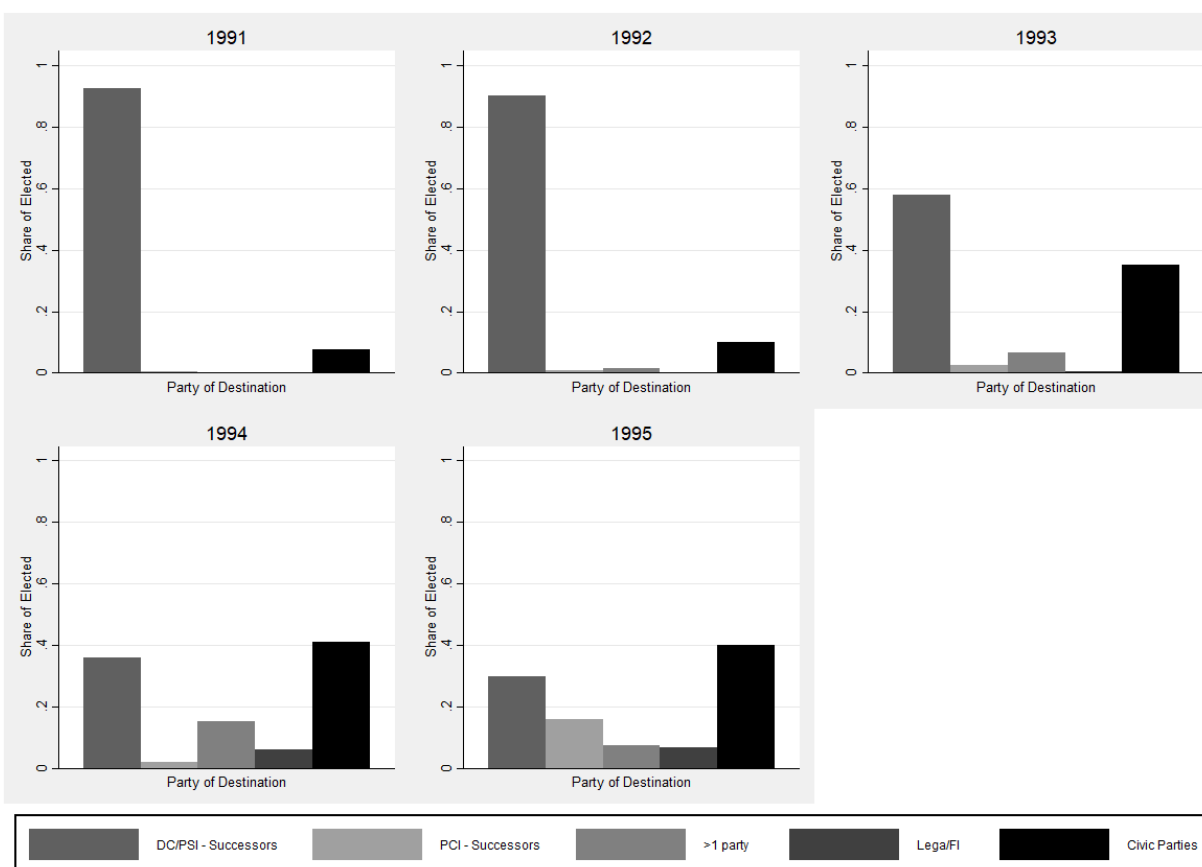 1991
1992
1993
Share of Elected
0
.2
.4
.6
.8
1
Party of Destination
Share of Elected
0
.2
.4
.6
.8
1
Party of Destination
Share of Elected
0
.2
.4
.6
.8
1
Party of Destination
1994
1995
Share of Elected
0
.2
.4
.6
.8
1
Party of Destination
Share of Elected
0
.2
.4
.6
.8
1
Party of Destination
DC/PSI - Successors
PCI - Successors
>1 party
Lega/FI
Civic Parties